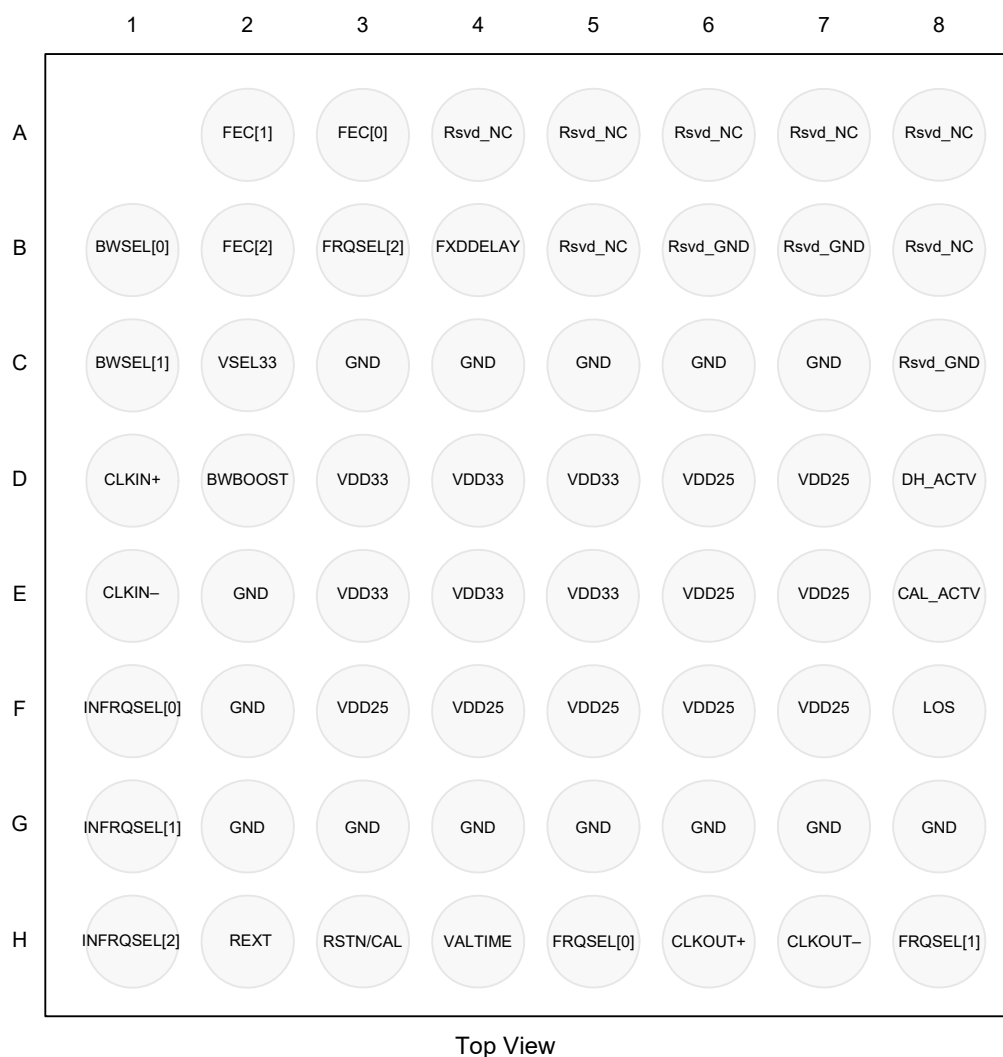 1 2 3 4 5 6 7 8
A FEC[1] FEC[0] Rsvd_NC Rsvd_NC Rsvd_NC Rsvd_NC Rsvd_NC
B BWSEL[0] FEC[2] FRQSEL[2] FXDDELAY Rsvd_NC Rsvd_GND Rsvd_GND Rsvd_NC
C BWSEL[1] VSEL33 GND GND GND GND GND Rsvd_GND
D CLKIN+ BWBOOST VDD33 VDD33 VDD33 VDD25 VDD25 DH_ACTV
E CLKIN– GND VDD33 VDD33 VDD33 VDD25 VDD25 CAL_ACTV
F INFRQSEL[0] GND VDD25 VDD25 VDD25 VDD25 VDD25 LOS
G INFRQSEL[1] GND GND GND GND GND GND GND
H INFRQSEL[2] REXT RSTN/CAL VALTIME FRQSEL[0] CLKOUT+ CLKOUT– FRQSEL[1]
Top View